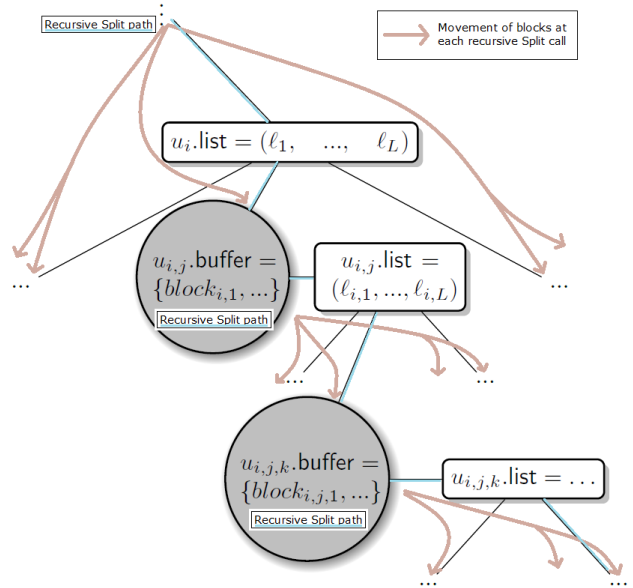 ⋮
Recursive Split path
Movement of blocks at
each recursive Split call
u_i.list = (ℓ_1, ..., ℓ_L)
... ...
u_{i,j}.buffer =
{block_{i,1}, ...}
Recursive Split path
u_{i,j}.list =
(ℓ_{i,1}, ..., ℓ_{i,L})
... ...
u_{i,j,k}.buffer =
{block_{i,j,1}, ...}
Recursive Split path
u_{i,j,k}.list = ...
... ...